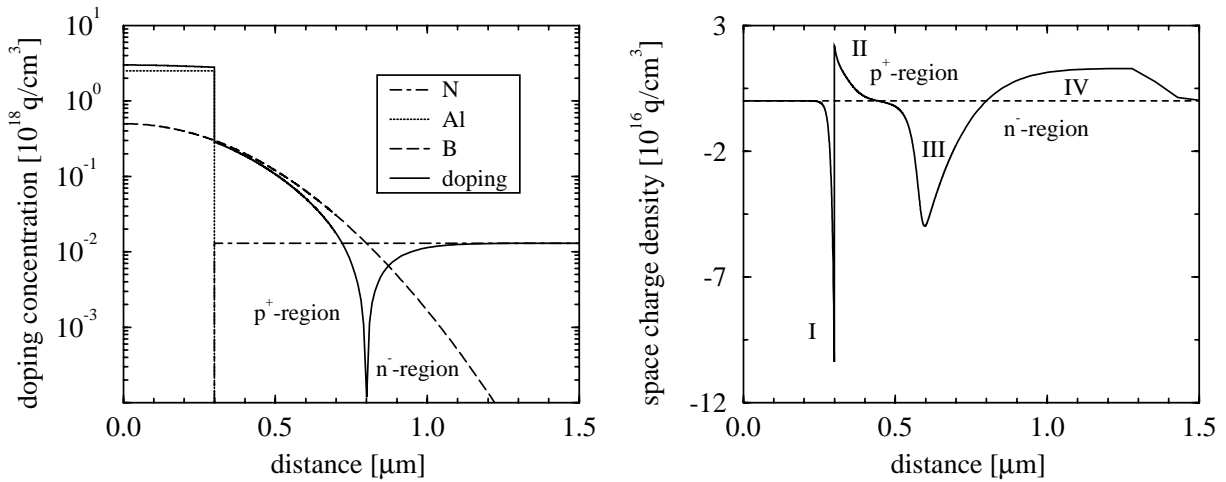 doping concentration [10^18 q/cm^3]
10^1
10^0
10^-1
10^-2
10^-3
N
Al
B
doping
p^+-region
n^--region
0.0 0.5 1.0 1.5
distance [μm]
space charge density [10^16 q/cm^3]
3
-2
-7
-12
II
p^+-region
IV
n^--region
III
I
0.0 0.5 1.0 1.5
distance [μm]